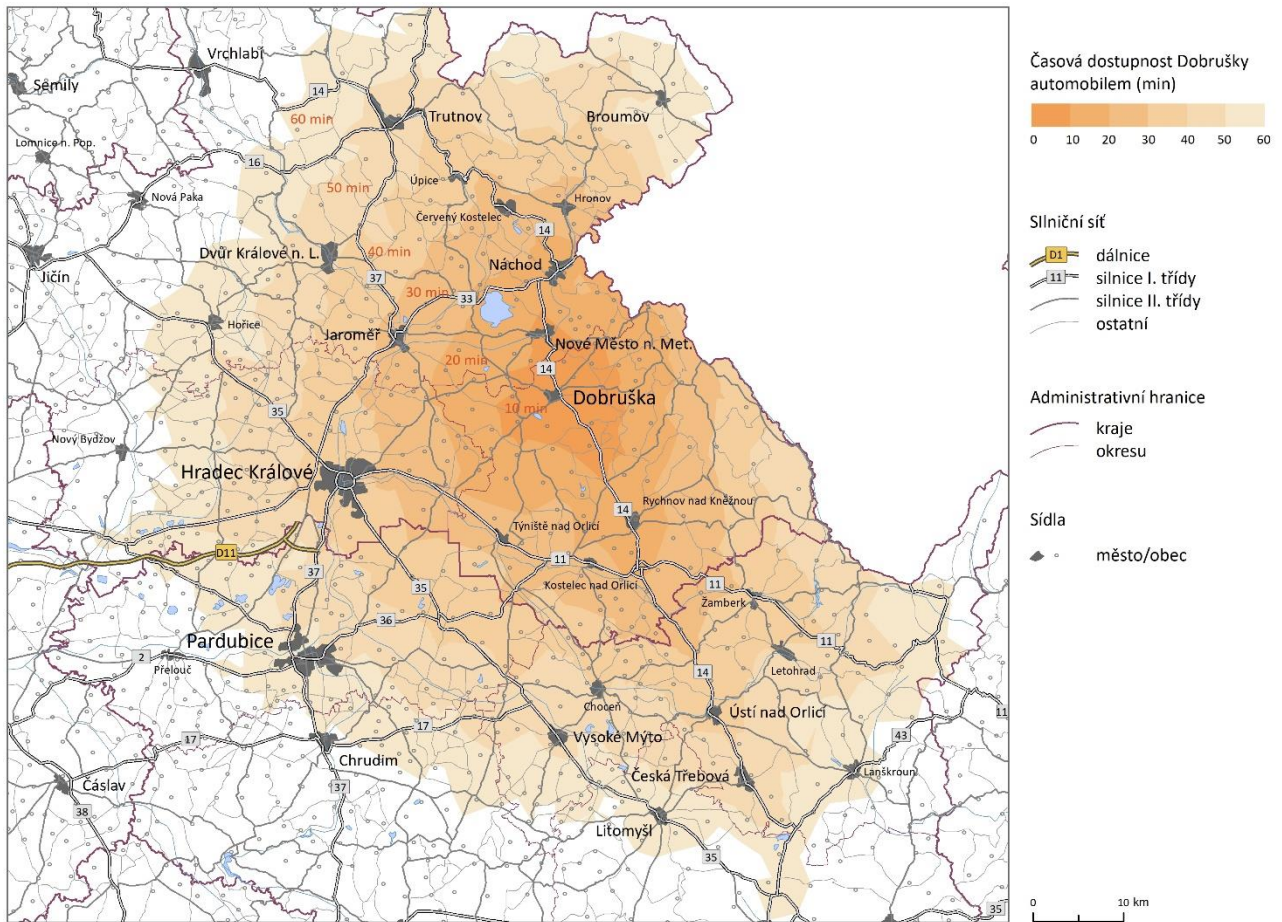 Vrchlabí
Semily
14
Trutnov
Broumov
60 min
Lomnice n. Pop.
16
Úpice
50 min
Nová Paka
Hronov
Červený Kostelec
14
Dvůr Králové n. L.
40 min
Jičín
Náchod
37
30 min
33
Hořice
Jaroměř
Nové Město n. Met.
20 min
14
Dobruška
10 min
35
Nový Bydžov
Hradec Králové
Rychnov nad Kněžnou
14
Týniště nad Orlicí
D11
11
37
Kostelec nad Orlicí
11
35
Žamberk
36
Pardubice
11
2
Přelouč
Letohrad
14
Choceň
Ústí nad Orlicí
17
17
Vysoké Mýto
43
Chrudim
Česká Třebová
Lanškroun
11
Čáslav
37
38
Litomyšl
35
35
Časová dostupnost Dobrušky
automobilem (min)
0 10 20 30 40 50 60
SIlniční síť
D1 dálnice
11 silnice I. třídy
silnice II. třídy
ostatní
Administrativní hranice
kraje
okresu
Sídla
město/obec
0 10 km